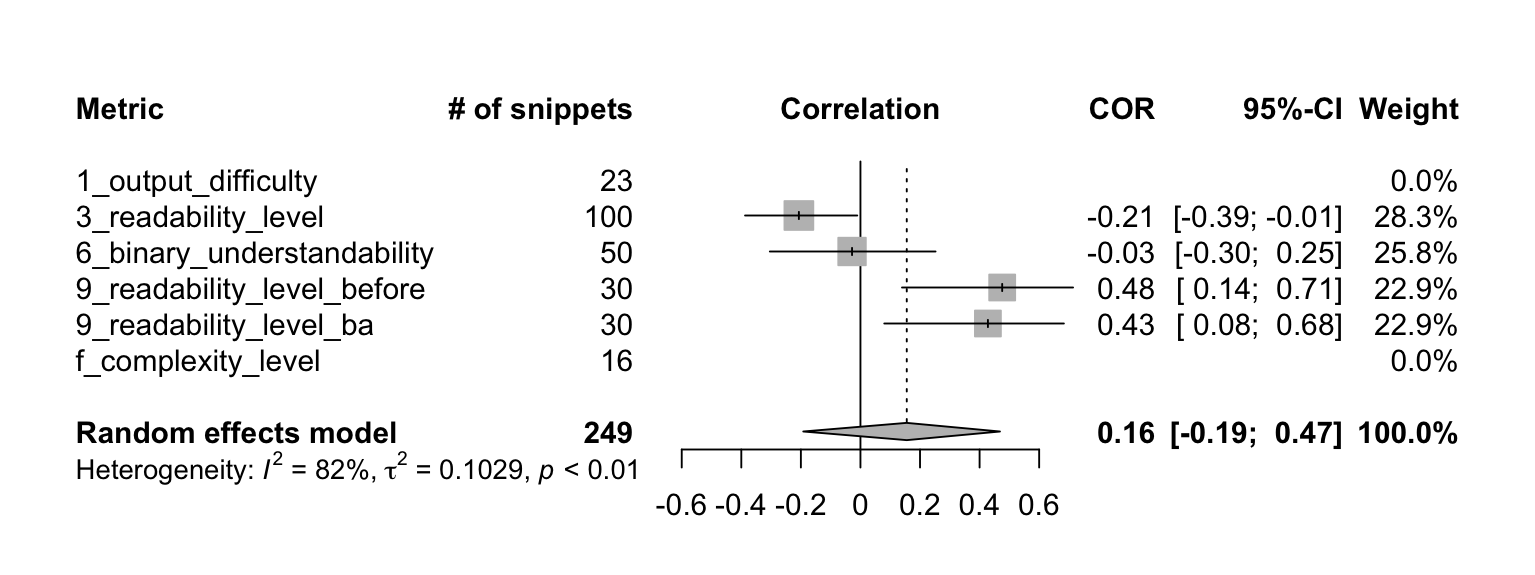 Metric # of snippets Correlation COR 95%-CI Weight
1_output_difficulty 23 0.0%
3_readability_level 100 -0.21 [-0.39; -0.01] 28.3%
6_binary_understandability 50 -0.03 [-0.30; 0.25] 25.8%
9_readability_level_before 30 0.48 [ 0.14; 0.71] 22.9%
9_readability_level_ba 30 0.43 [ 0.08; 0.68] 22.9%
f_complexity_level 16 0.0%
Random effects model 249 0.16 [-0.19; 0.47] 100.0%
Heterogeneity: I² = 82%, τ² = 0.1029, p < 0.01
-0.6 -0.4 -0.2 0 0.2 0.4 0.6